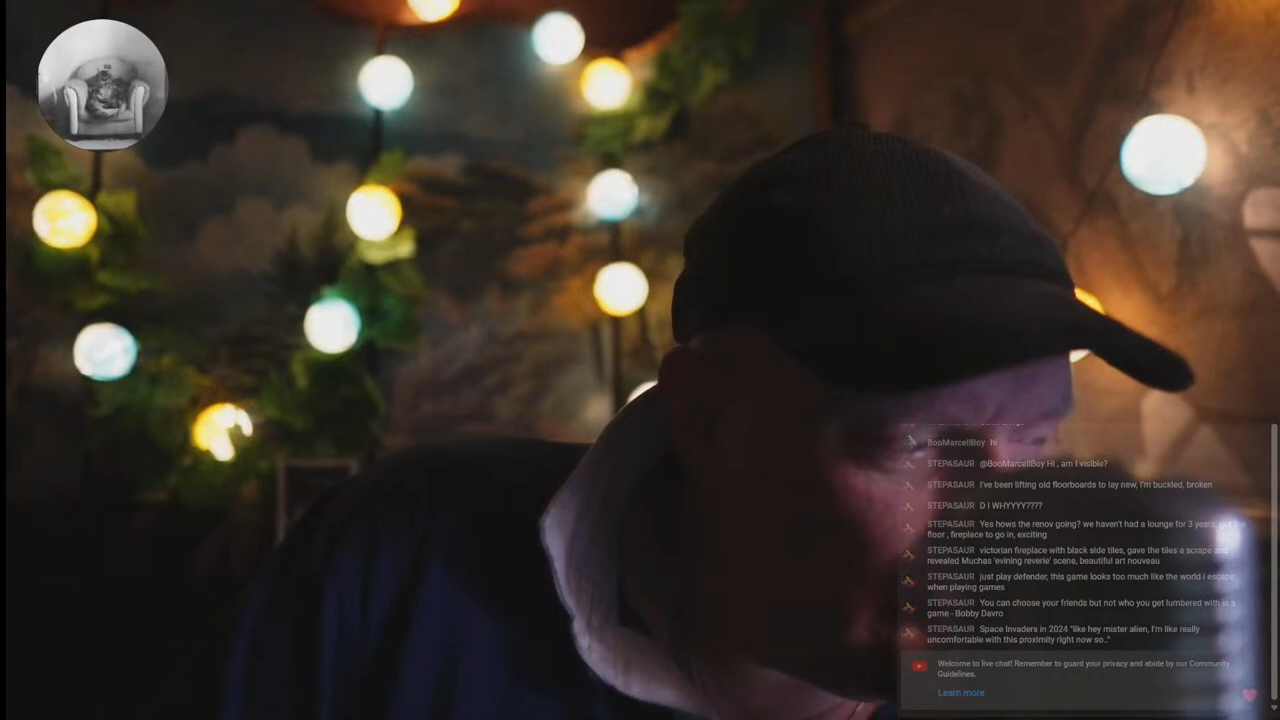 BooMarcellBoy hi
STEPASAUR @BooMarcellBoy Hi , am I visible?
STEPASAUR I've been lifting old floorboards to lay new, I'm buckled, broken
STEPASAUR D I WHYYYY????
STEPASAUR Yes hows the renov going? we haven't had a lounge for 3 years, the
floor , fireplace to go in, exciting
STEPASAUR victorian fireplace with black side tiles, gave the tiles a scrape and
revealed Muchas 'evining reverie' scene, beautiful art nouveau
STEPASAUR just play defender, this game looks too much like the world i escape
when playing games
STEPASAUR You can choose your friends but not who you get lumbered with in a
game - Bobby Davro
STEPASAUR Space Invaders in 2024 "like hey mister alien, I'm like really
uncomfortable with this proximity right now so.."
Welcome to live chat! Remember to guard your privacy and abide by our Community
Guidelines.
Learn more